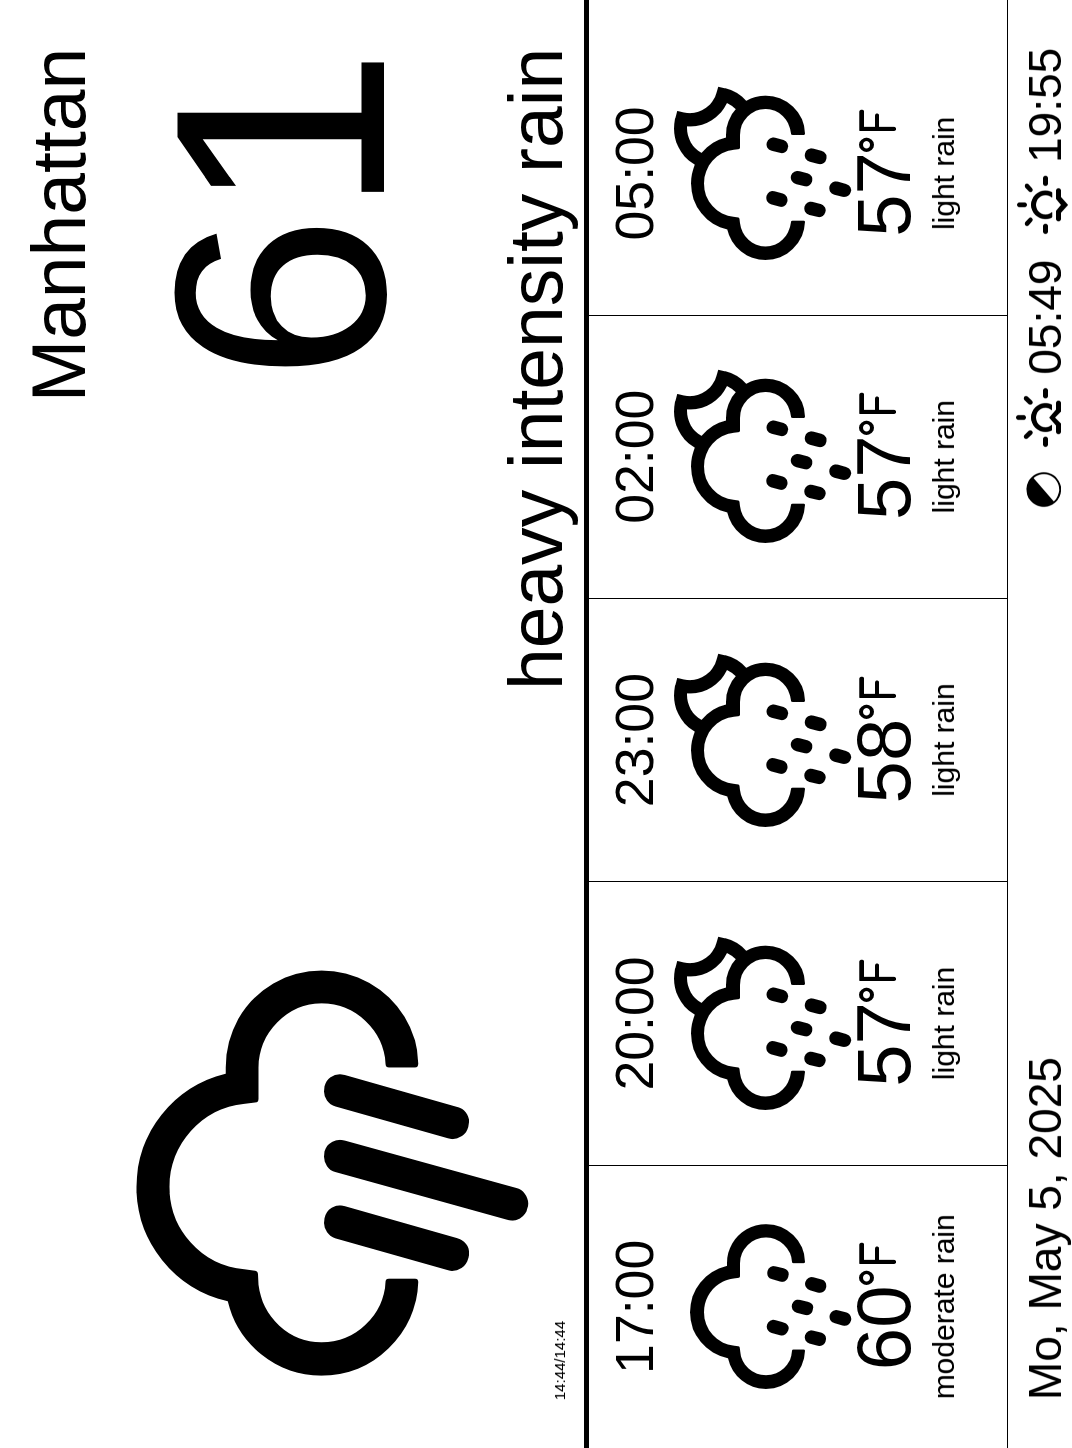 Manhattan
61
heavy intensity rain
14:44/14:44
17:00 20:00 23:00 02:00 05:00
60°F 57°F 58°F 57°F 57°F
moderate rain light rain light rain light rain light rain
Mo, May 5, 2025 05:49 19:55